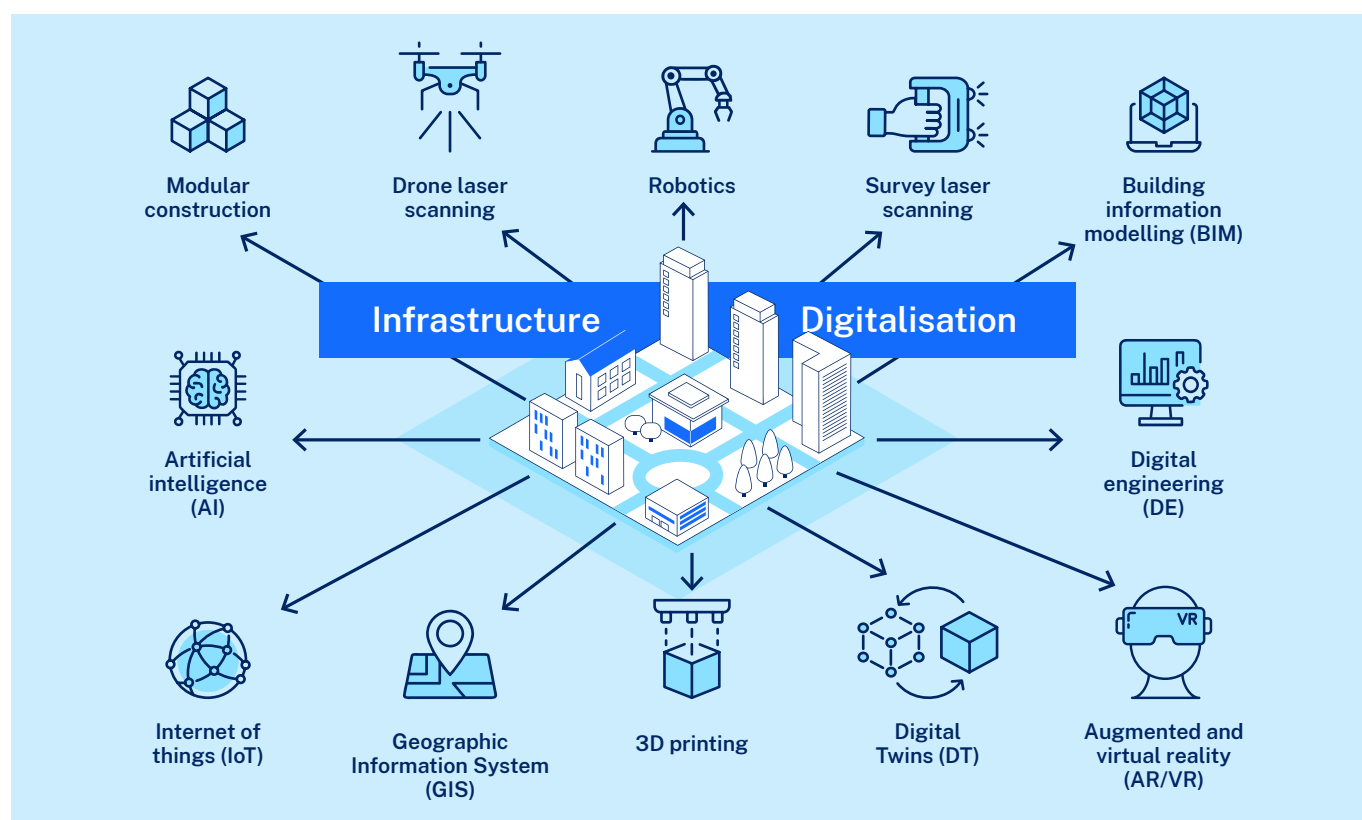 Modular
construction
Drone laser
scanning
Robotics
Survey laser
scanning
Building
information
modelling (BIM)
Infrastructure
Digitalisation
Artificial
intelligence
(AI)
Digital
engineering
(DE)
Internet of
things (IoT)
Geographic
Information System
(GIS)
3D printing
Digital
Twins (DT)
VR
Augmented and
virtual reality
(AR/VR)